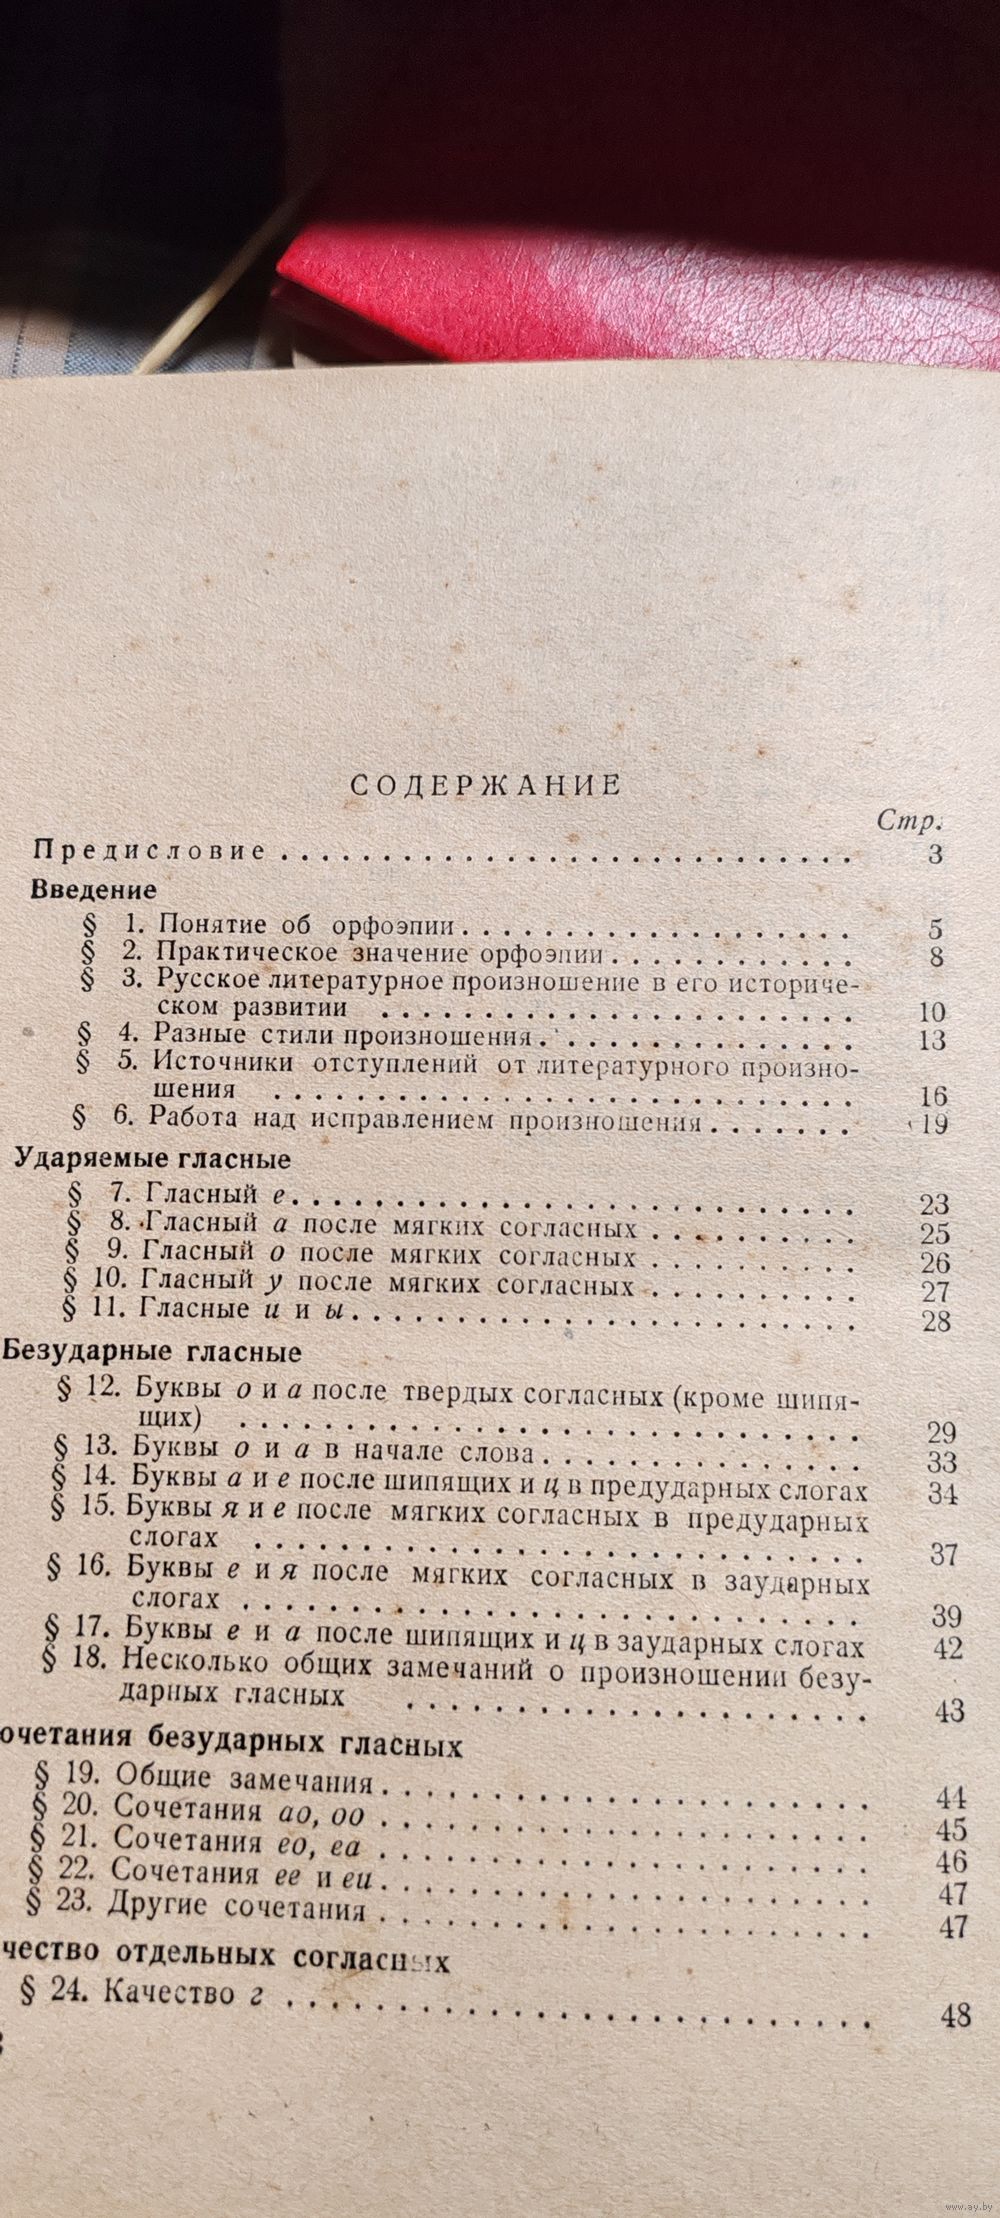 СОДЕРЖАНИЕ
Стр.
Предисловие . . . . . . . . . . . . . . . . . . . . . . . . . . 3
Введение
§ 1. Понятие об орфоэпии . . . . . . . . . . . . . . . . . . 5
§ 2. Практическое значение орфоэпии . . . . . . . . . . . . 8
§ 3. Русское литературное произношение в его историче-
ском развитии . . . . . . . . . . . . . . . . . . . . . . 10
§ 4. Разные стили произношения . . . . . . . . . . . . . . . 13
§ 5. Источники отступлений от литературного произно-
шения . . . . . . . . . . . . . . . . . . . . . . . . . . 16
§ 6. Работа над исправлением произношения . . . . . . . 19
Ударяемые гласные
§ 7. Гласный е . . . . . . . . . . . . . . . . . . . . . . . . . 23
§ 8. Гласный а после мягких согласных . . . . . . . . . . 25
§ 9. Гласный о после мягких согласных . . . . . . . . . . 26
§ 10. Гласный у после мягких согласных . . . . . . . . . . 27
§ 11. Гласные и и ы . . . . . . . . . . . . . . . . . . . . . . . 28
Безударные гласные
§ 12. Буквы о и а после твердых согласных (кроме шипя-
щих) . . . . . . . . . . . . . . . . . . . . . . . . . . . . 29
§ 13. Буквы о и а в начале слова . . . . . . . . . . . . . . . 33
§ 14. Буквы а и е после шипящих и ц в предударных слогах 34
§ 15. Буквы я и е после мягких согласных в предударных
слогах . . . . . . . . . . . . . . . . . . . . . . . . . . . 37
§ 16. Буквы е и я после мягких согласных в заударных
слогах . . . . . . . . . . . . . . . . . . . . . . . . . . . 39
§ 17. Буквы е и а после шипящих и ц в заударных слогах 42
§ 18. Несколько общих замечаний о произношении безу-
дарных гласных . . . . . . . . . . . . . . . . . . . . . 43
очетания безударных гласных
§ 19. Общие замечания . . . . . . . . . . . . . . . . . . . . . 44
§ 20. Сочетания ао, оо . . . . . . . . . . . . . . . . . . . . . 45
§ 21. Сочетания ео, еа . . . . . . . . . . . . . . . . . . . . . 46
§ 22. Сочетания ее и еи . . . . . . . . . . . . . . . . . . . . . 47
§ 23. Другие сочетания . . . . . . . . . . . . . . . . . . . . . 47
чество отдельных согласных
§ 24. Качество г . . . . . . . . . . . . . . . . . . . . . . . . . 48
www.ay.by